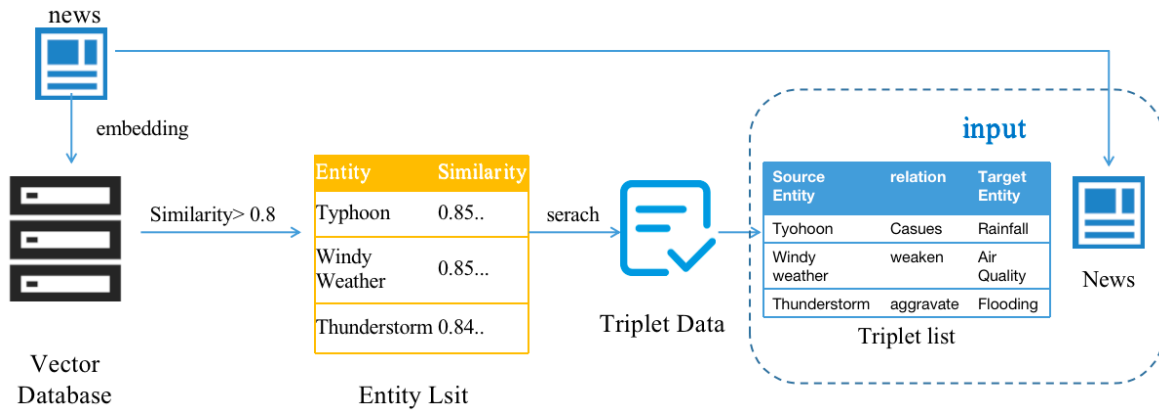 news
embedding
Vector
Database
Similarity> 0.8
Entity Similarity
Typhoon 0.85..
Windy
Weather 0.85...
Thunderstorm 0.84..
Entity Lsit
serach
Triplet Data
input
Source
Entity
relation
Target
Entity
Tyohoon Casues Rainfall
Windy
weather
weaken
Air
Quality
Thunderstorm aggravate Flooding
Triplet list
News